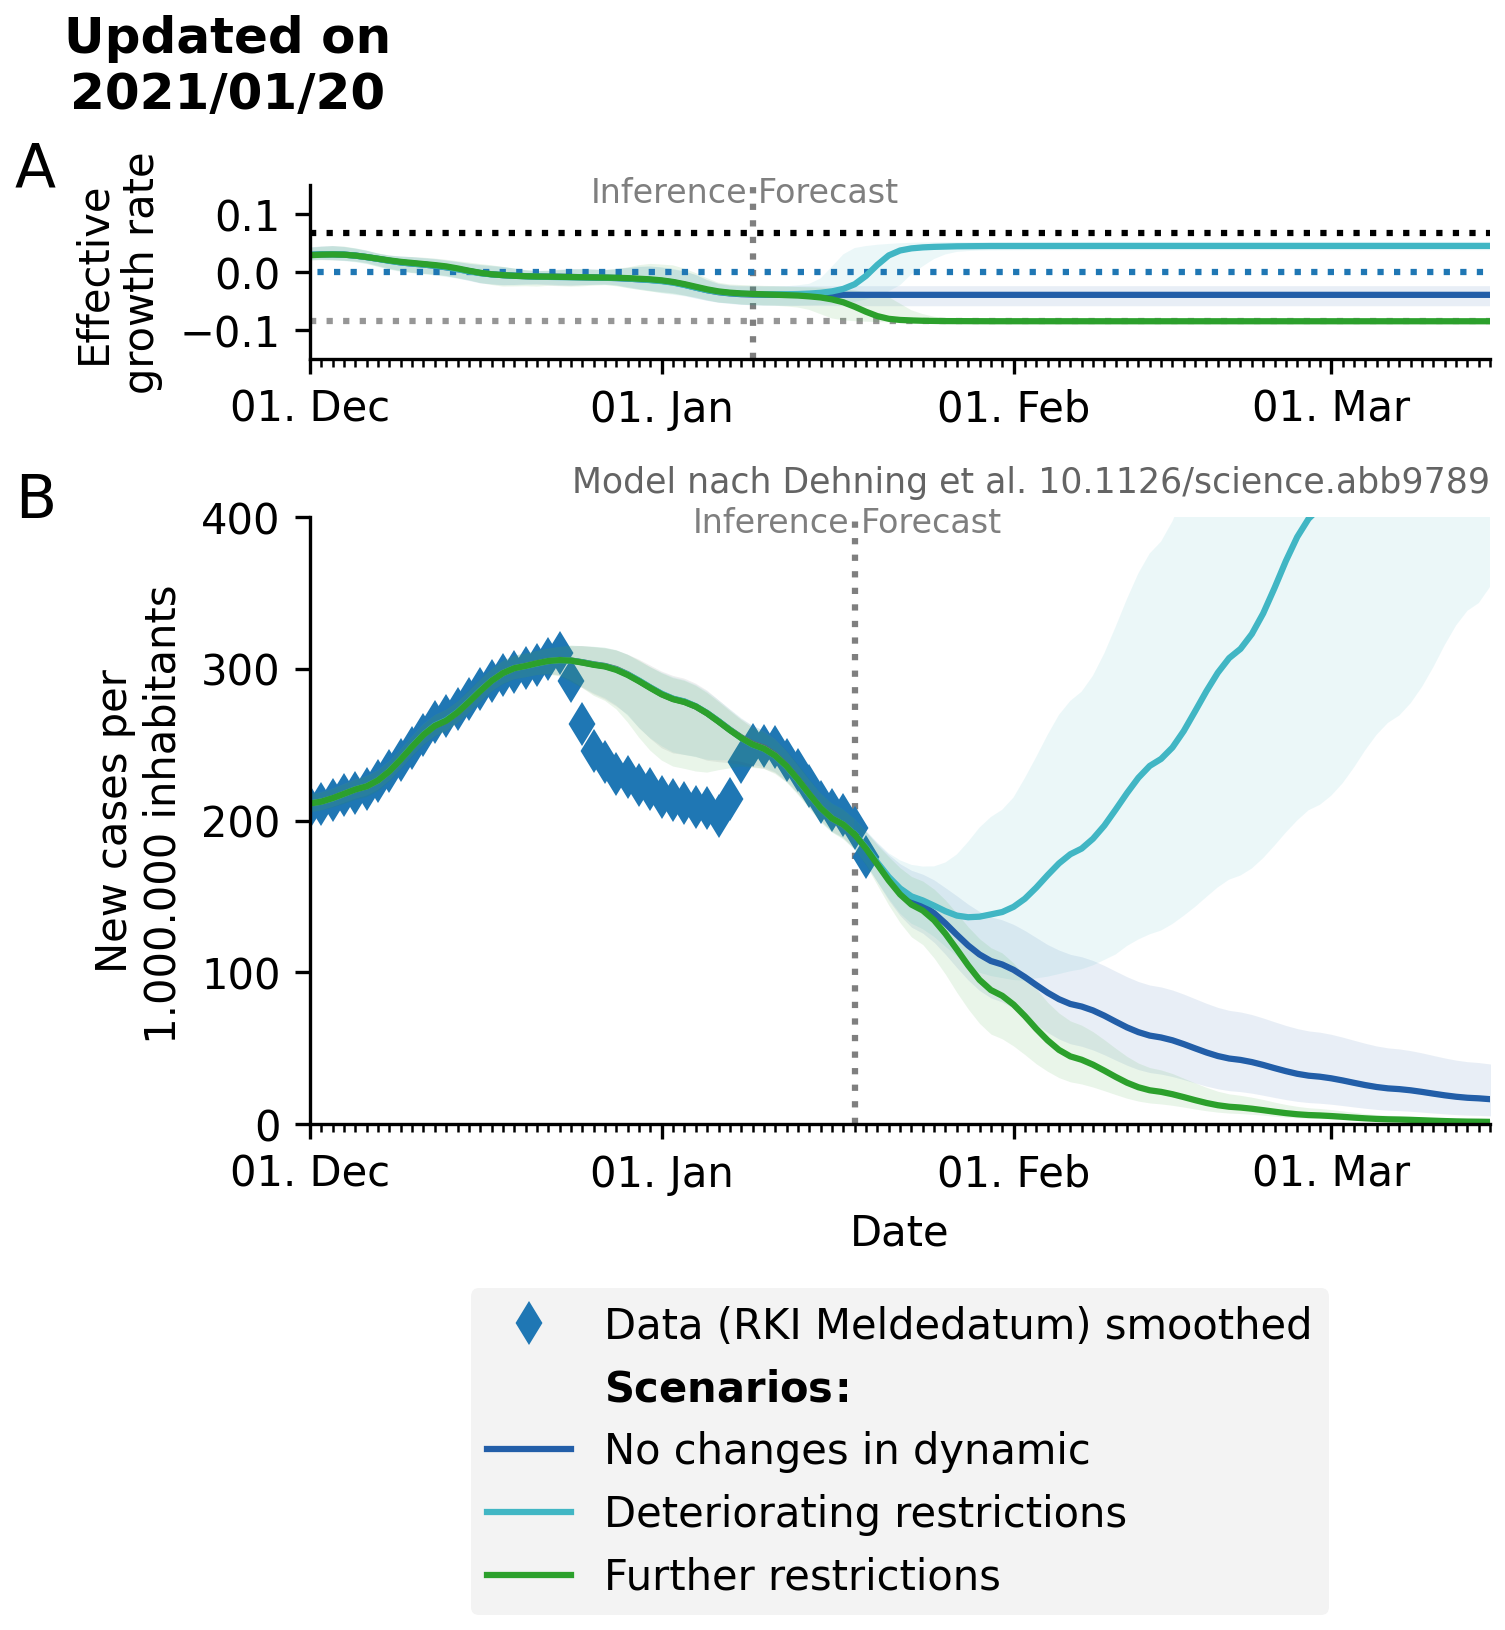 Updated on
2021/01/20
A
Effective
growth rate
Inference Forecast
0.1
0.0
−0.1
01. Dec 01. Jan 01. Feb 01. Mar
B
Model nach Dehning et al. 10.1126/science.abb9789
Inference Forecast
New cases per
1.000.000 inhabitants
400
300
200
100
0
01. Dec 01. Jan 01. Feb 01. Mar
Date
Data (RKI Meldedatum) smoothed
Scenarios:
No changes in dynamic
Deteriorating restrictions
Further restrictions